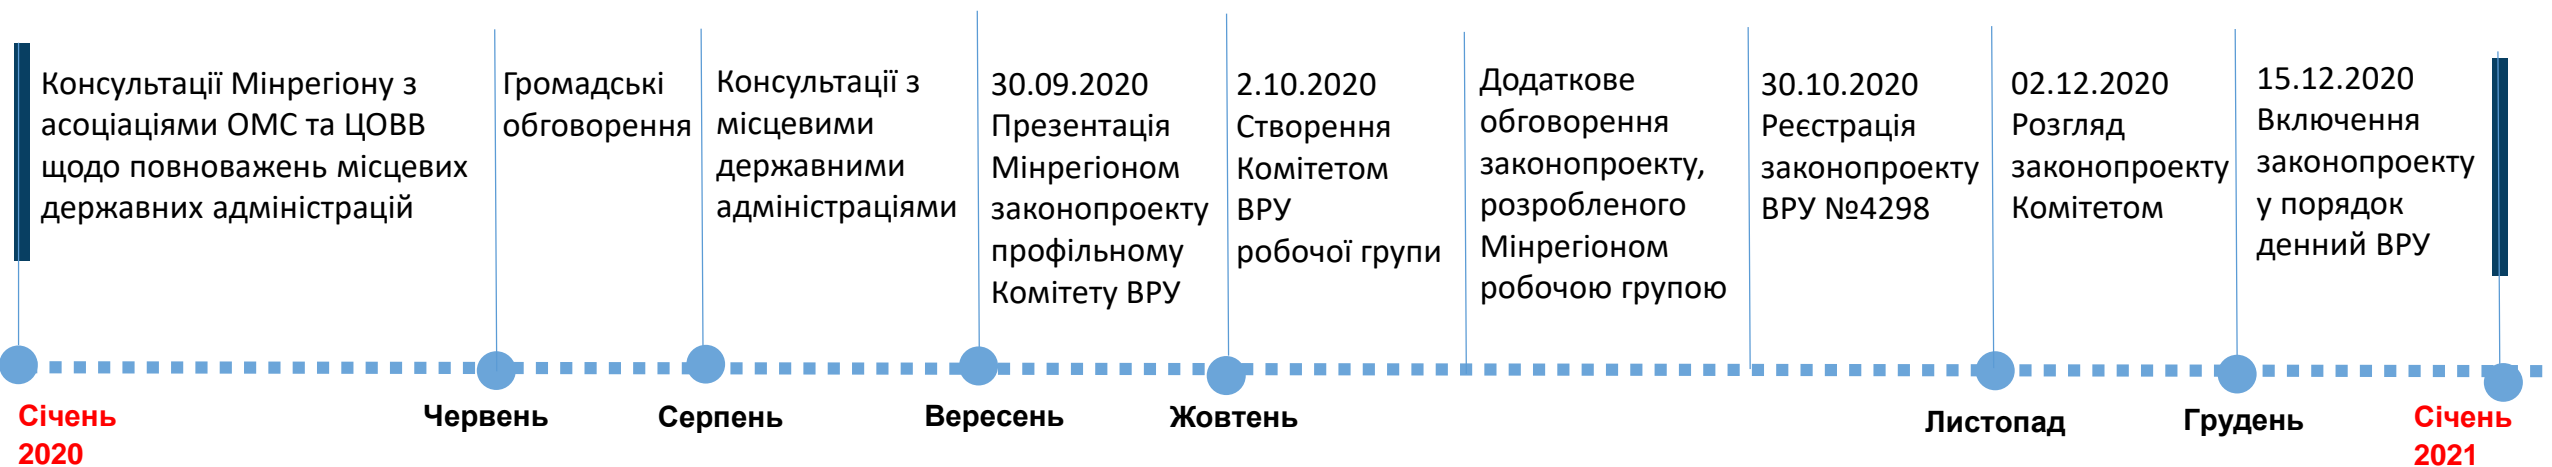 Консультації Мінрегіону з
асоціаціями ОМС та ЦОВВ
щодо повноважень місцевих
державних адміністрацій
Громадські
обговорення
Консультації з
місцевими
державними
адміністраціями
30.09.2020
Презентація
Мінрегіоном
законопроекту
профільному
Комітету ВРУ
2.10.2020
Створення
Комітетом
ВРУ
робочої групи
Додаткове
обговорення
законопроекту,
розробленого
Мінрегіоном
робочою групою
30.10.2020
Реєстрація
законопроекту
ВРУ №4298
02.12.2020
Розгляд
законопроекту
Комітетом
15.12.2020
Включення
законопроекту
у порядок
денний ВРУ
Січень
2020
Червень
Серпень
Вересень
Жовтень
Листопад
Грудень
Січень
2021